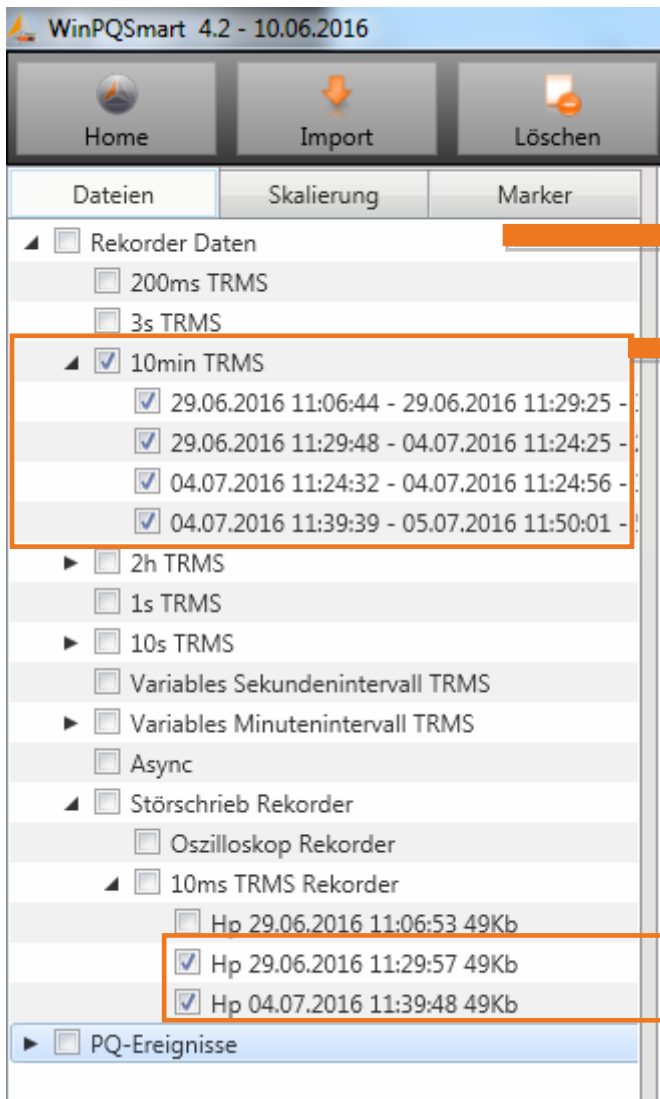 WinPQSmart 4.2 - 10.06.2016
Home Import Löschen
Dateien Skalierung Marker
Rekorder Daten
200ms TRMS
3s TRMS
10min TRMS
29.06.2016 11:06:44 - 29.06.2016 11:29:25 -
29.06.2016 11:29:48 - 04.07.2016 11:24:25 -
04.07.2016 11:24:32 - 04.07.2016 11:24:56 -
04.07.2016 11:39:39 - 05.07.2016 11:50:01 -
2h TRMS
1s TRMS
10s TRMS
Variables Sekundenintervall TRMS
Variables Minutenintervall TRMS
Async
Störschrieb Rekorder
Oszilloskop Rekorder
10ms TRMS Rekorder
Hp 29.06.2016 11:06:53 49Kb
Hp 29.06.2016 11:29:57 49Kb
Hp 04.07.2016 11:39:48 49Kb
PQ-Ereignisse